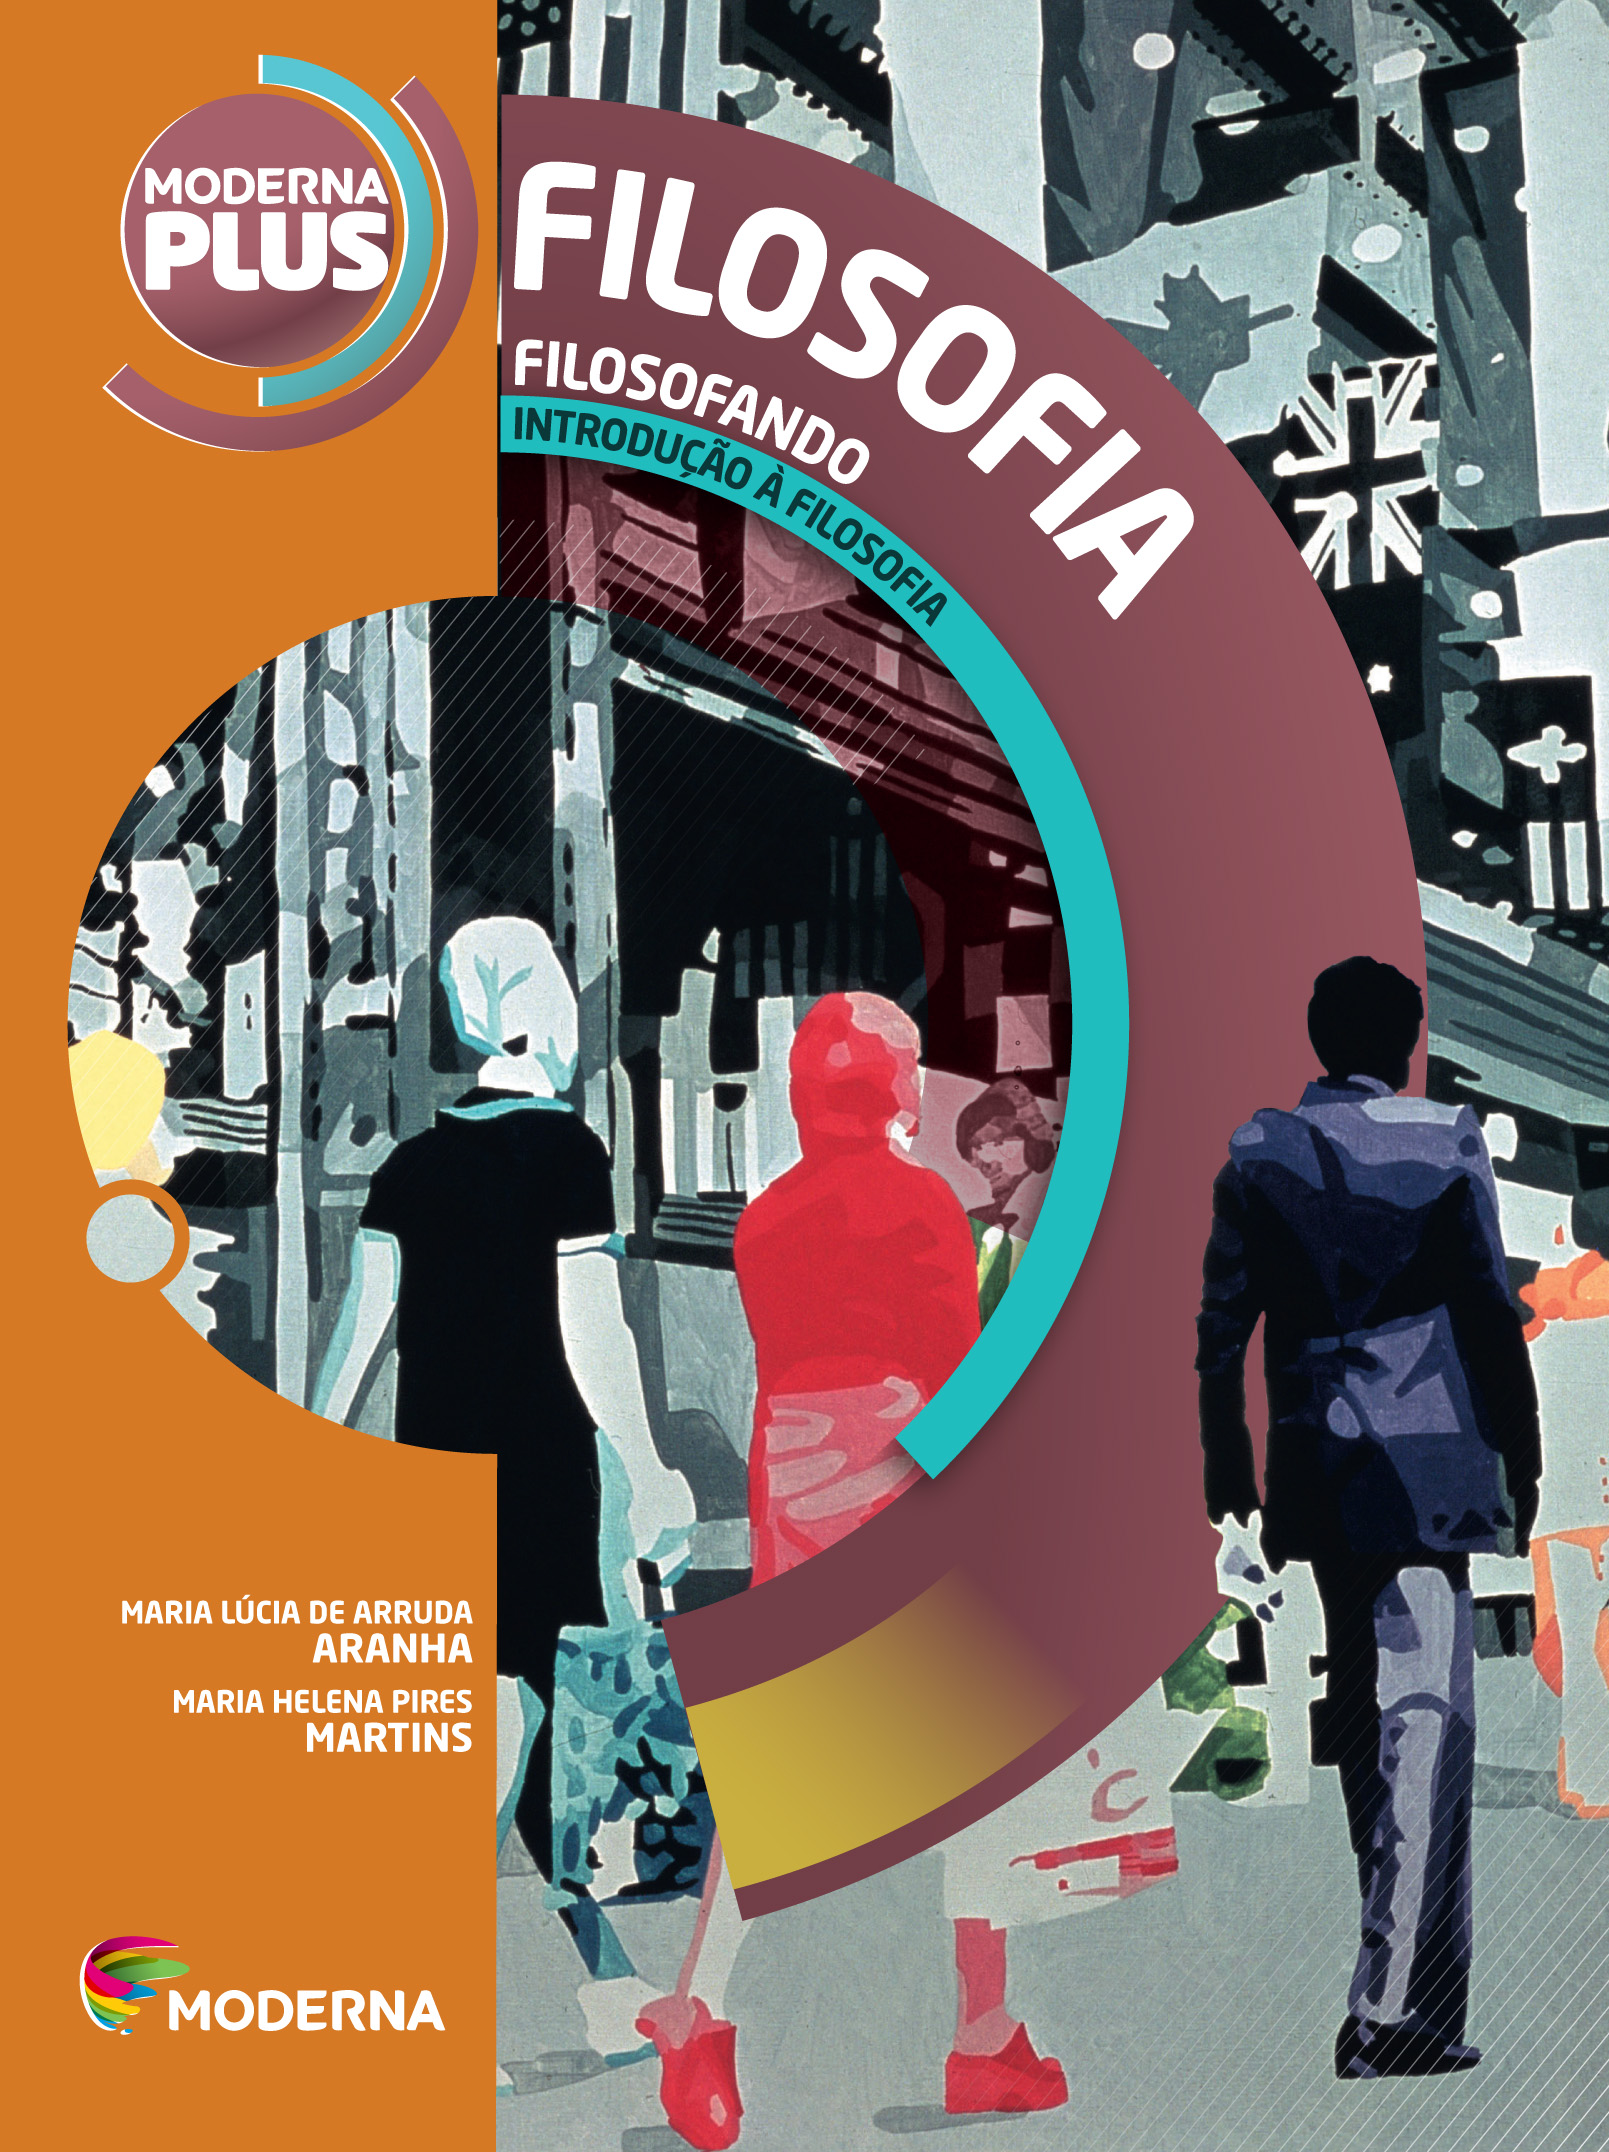 MODERNA
PLUS
FILOSOFIA
FILOSOFANDO
INTRODUÇÃO À FILOSOFIA
MARIA LÚCIA DE ARRUDA
ARANHA
MARIA HELENA PIRES
MARTINS
MODERNA